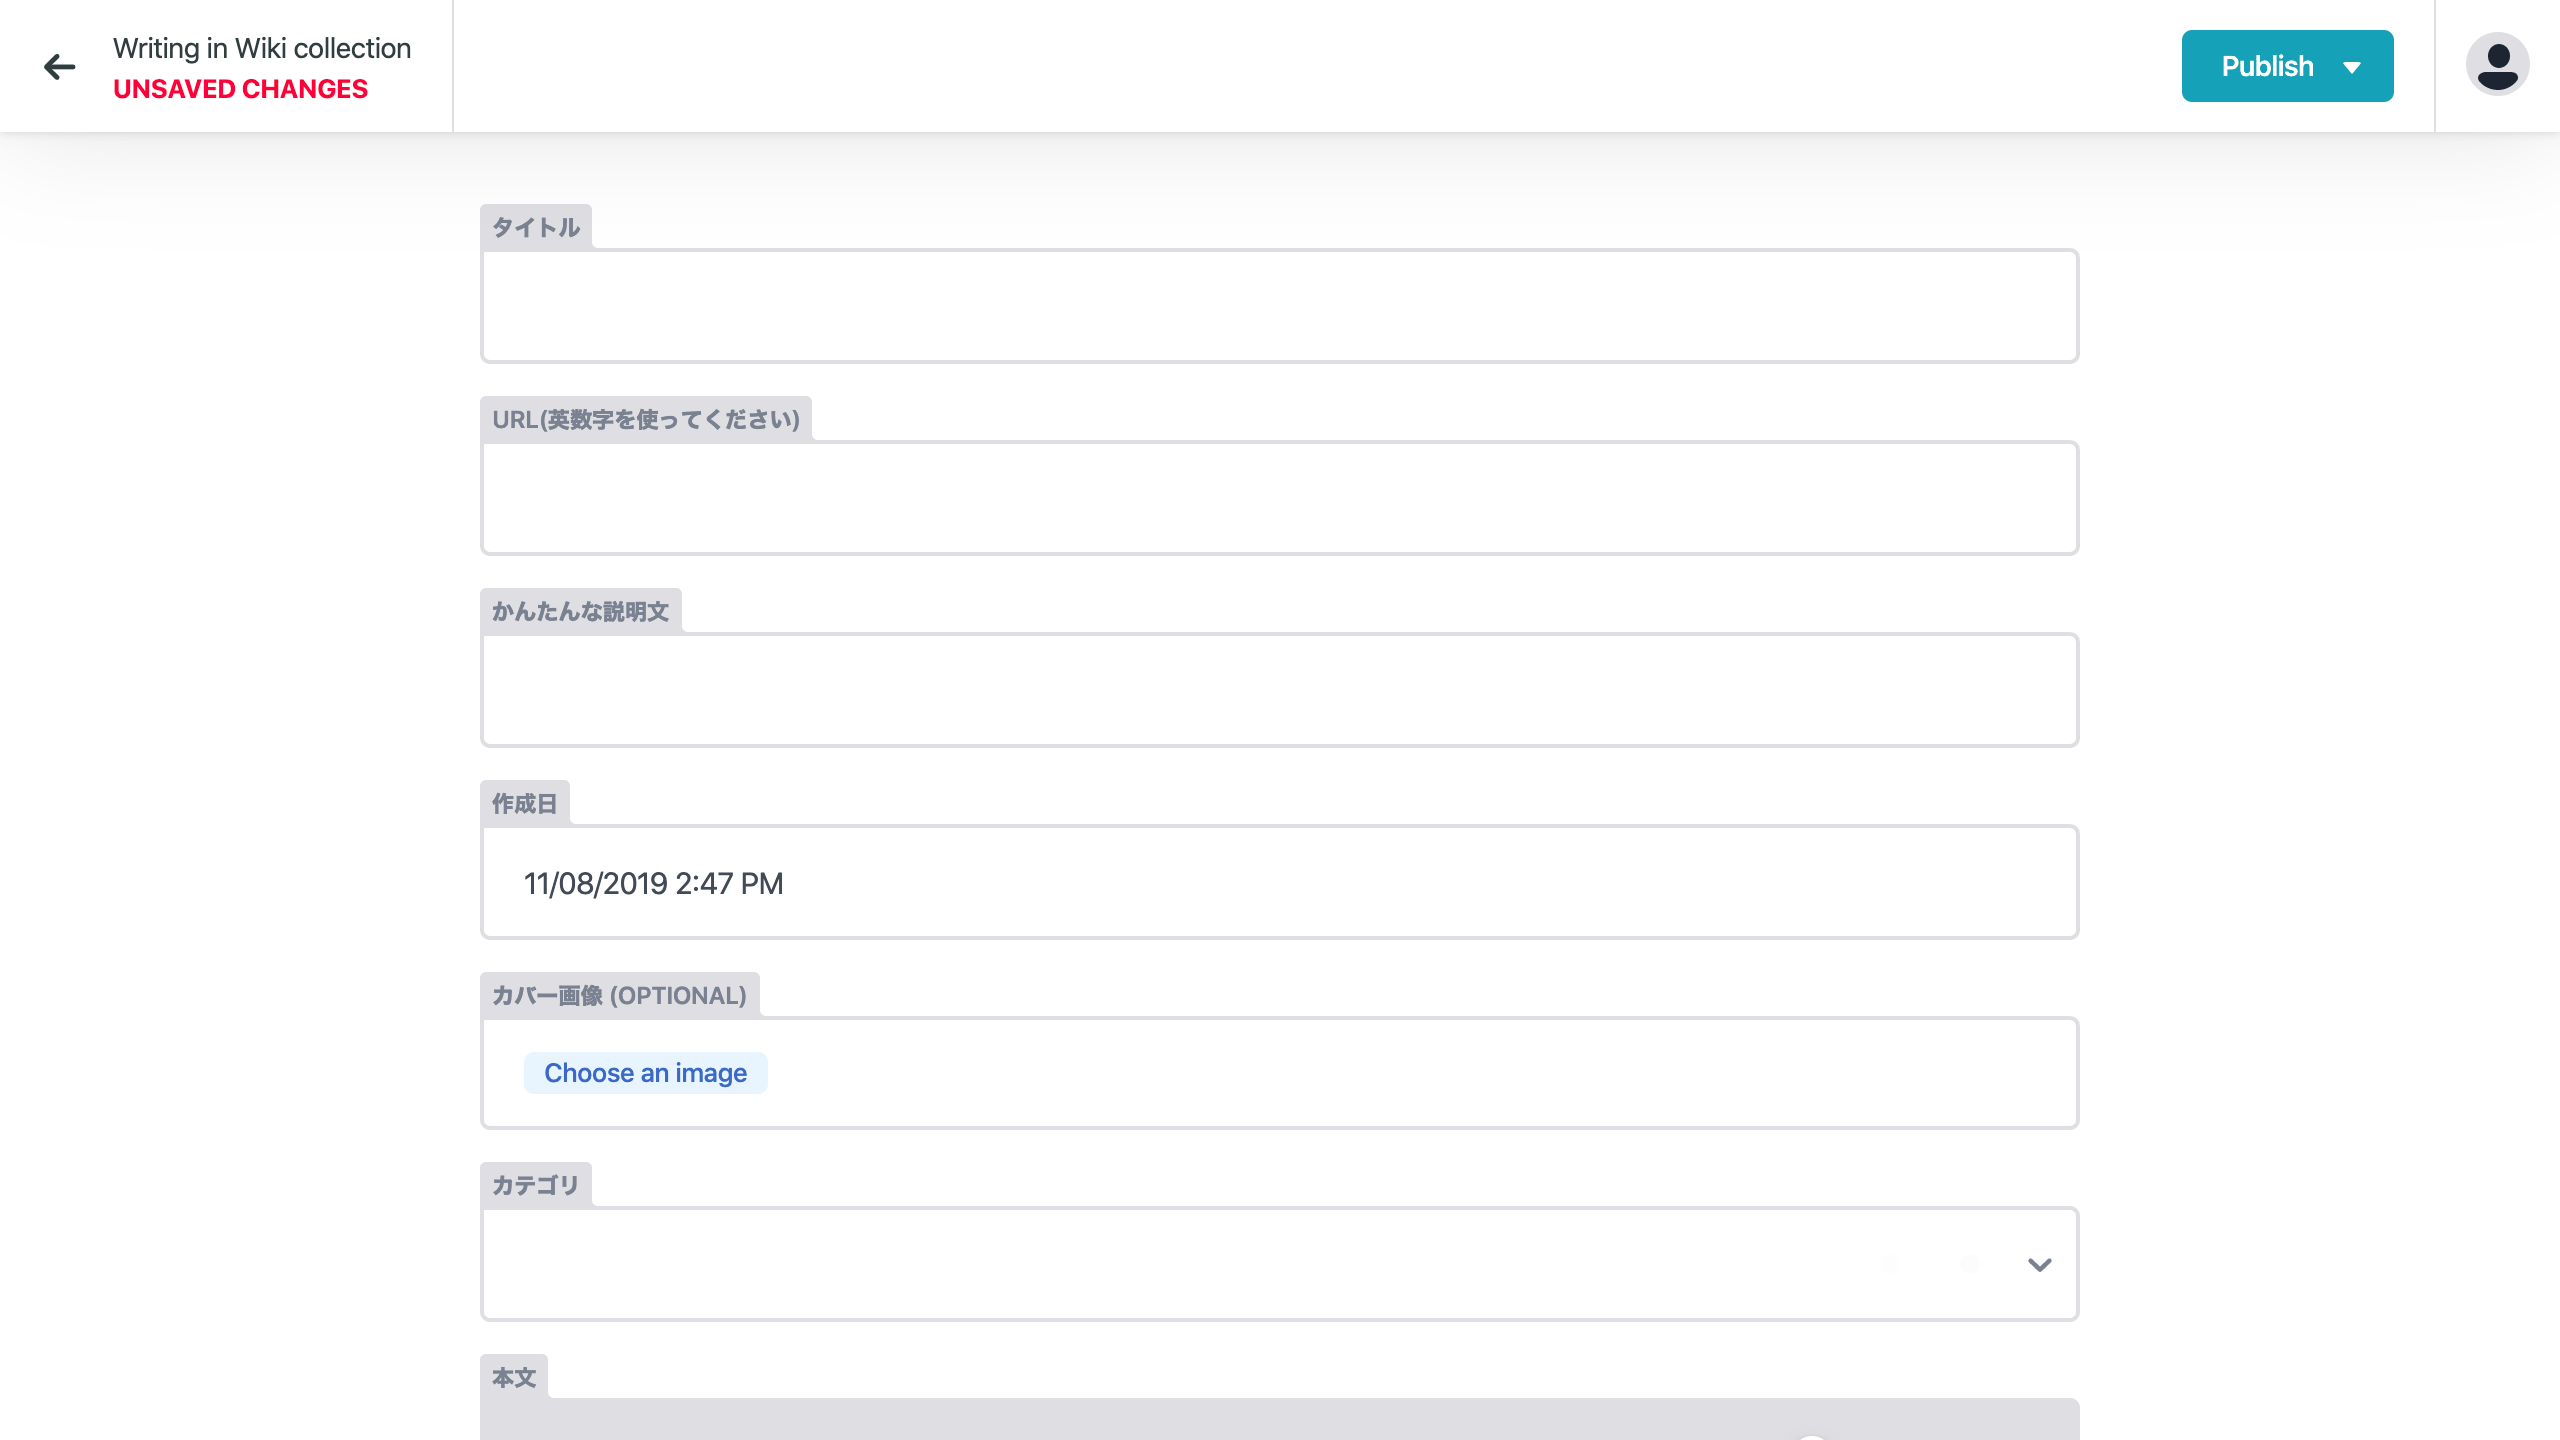 Writing in Wiki collection
UNSAVED CHANGES
Publish
タイトル
URL(英数字を使ってください)
かんたんな説明文
作成日
11/08/2019 2:47 PM
カバー画像 (OPTIONAL)
Choose an image
カテゴリ
本文